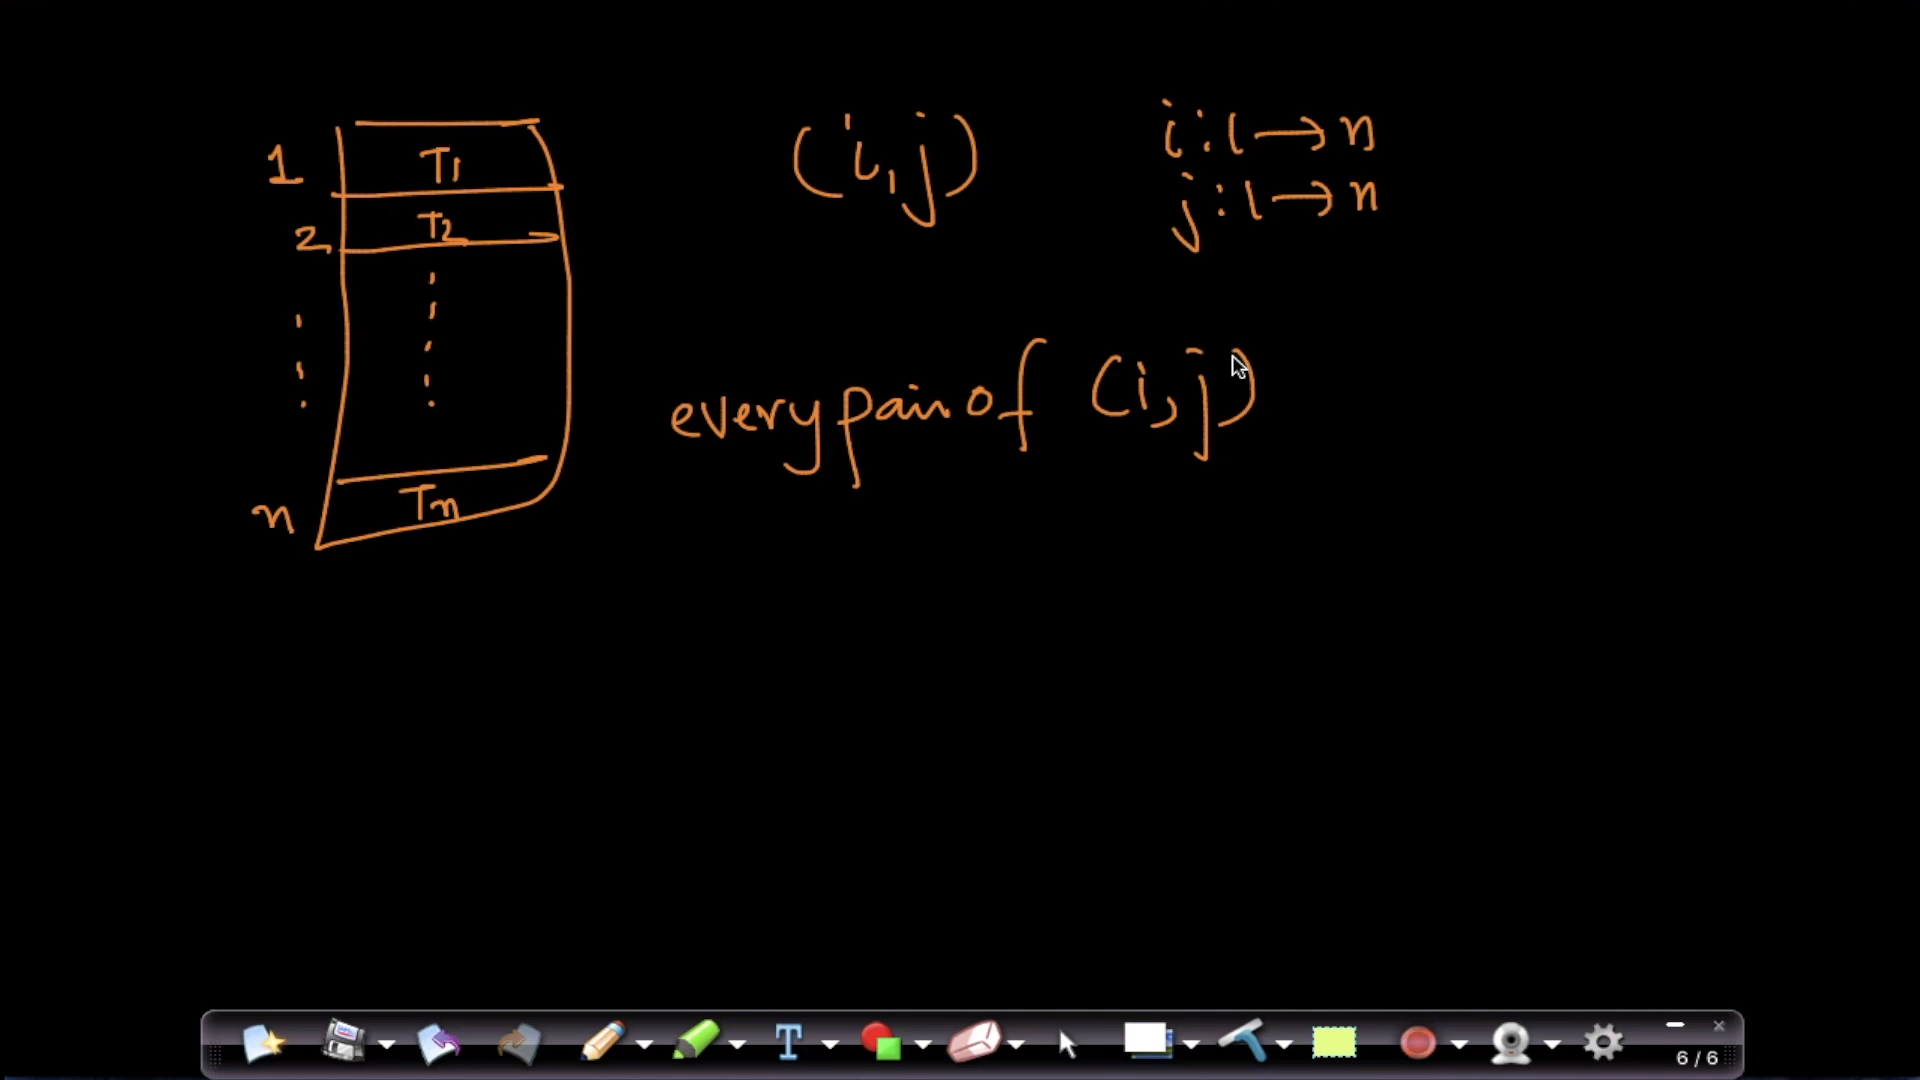 1 T1
2 T2
n Tn
(i,j)
i:1→n
j:1→n
every pair of (i,j)
T
6/6